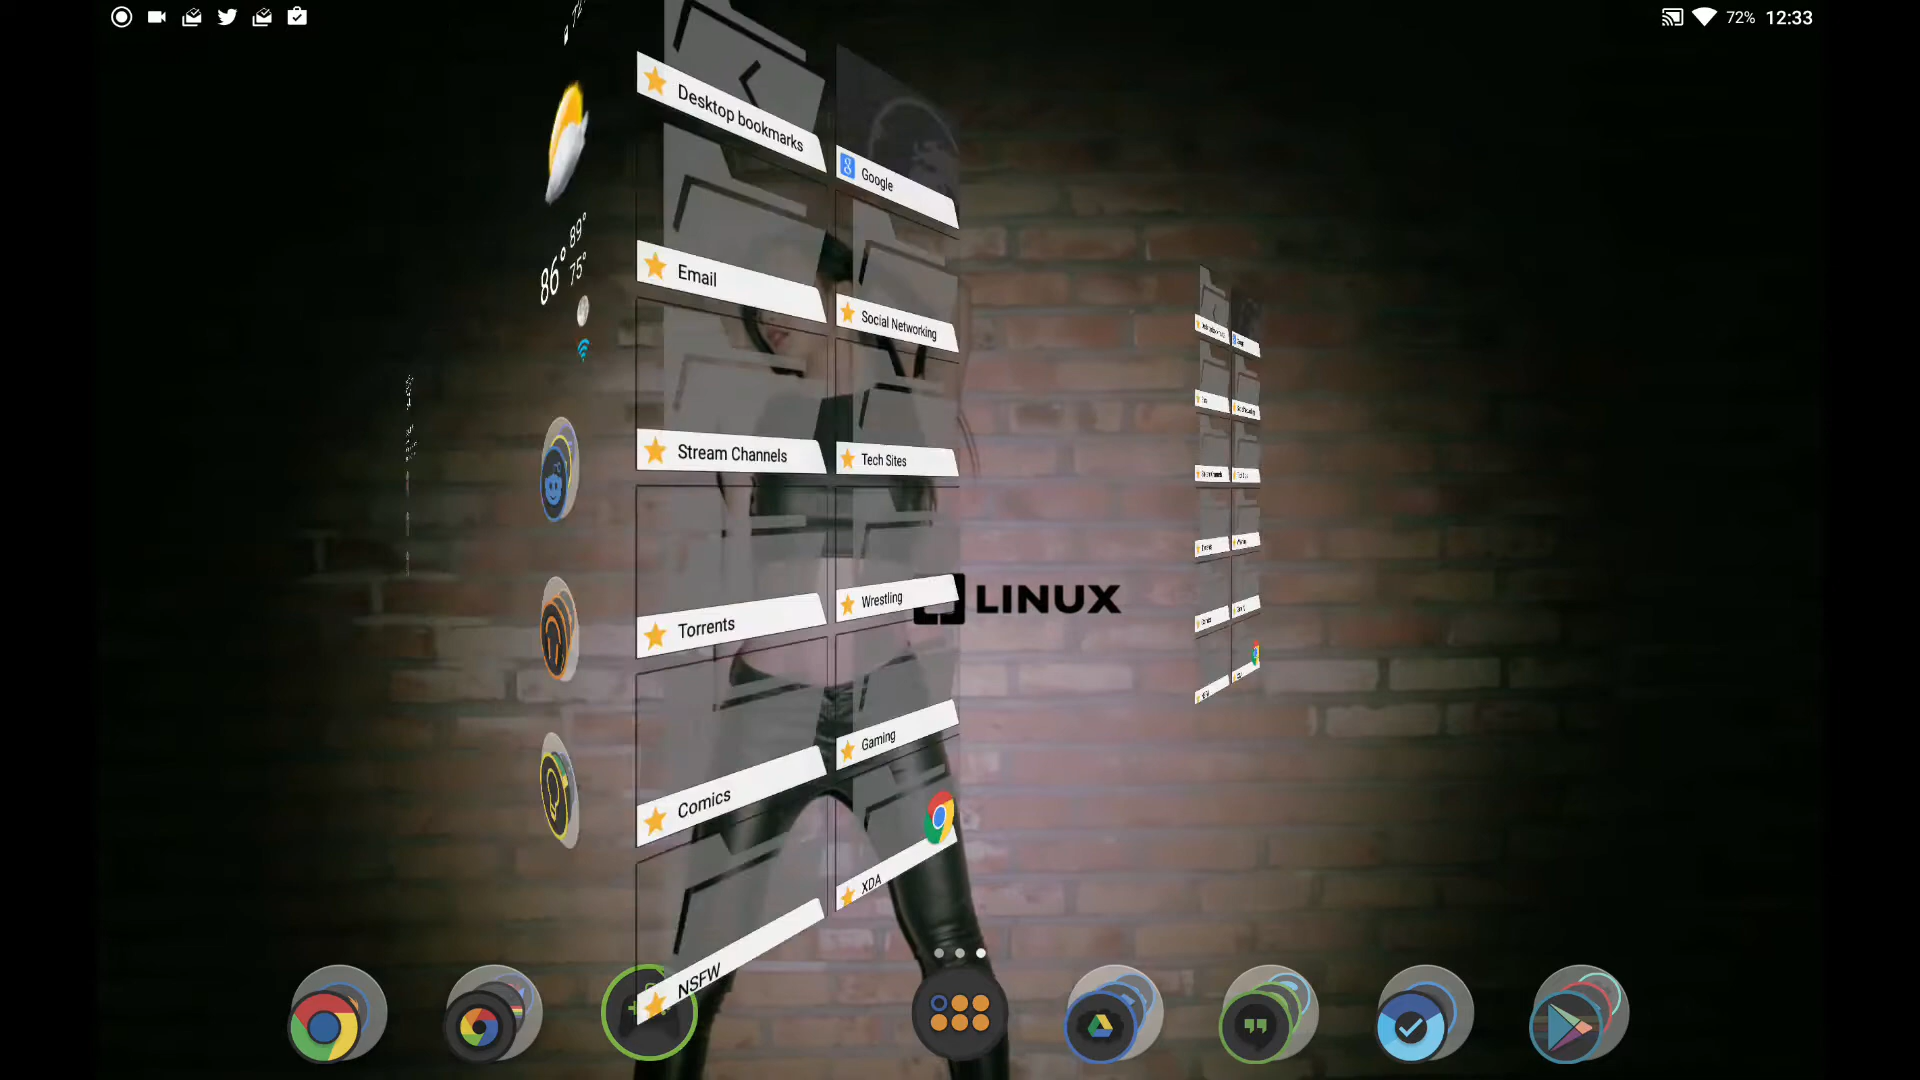 72%
12:33
Desktop bookmarks
Google
89°
86°
75°
Email
Social Networking
Stream Channels
Tech Sites
Wrestling
LINUX
Torrents
Gaming
Comics
XDA
NSFW